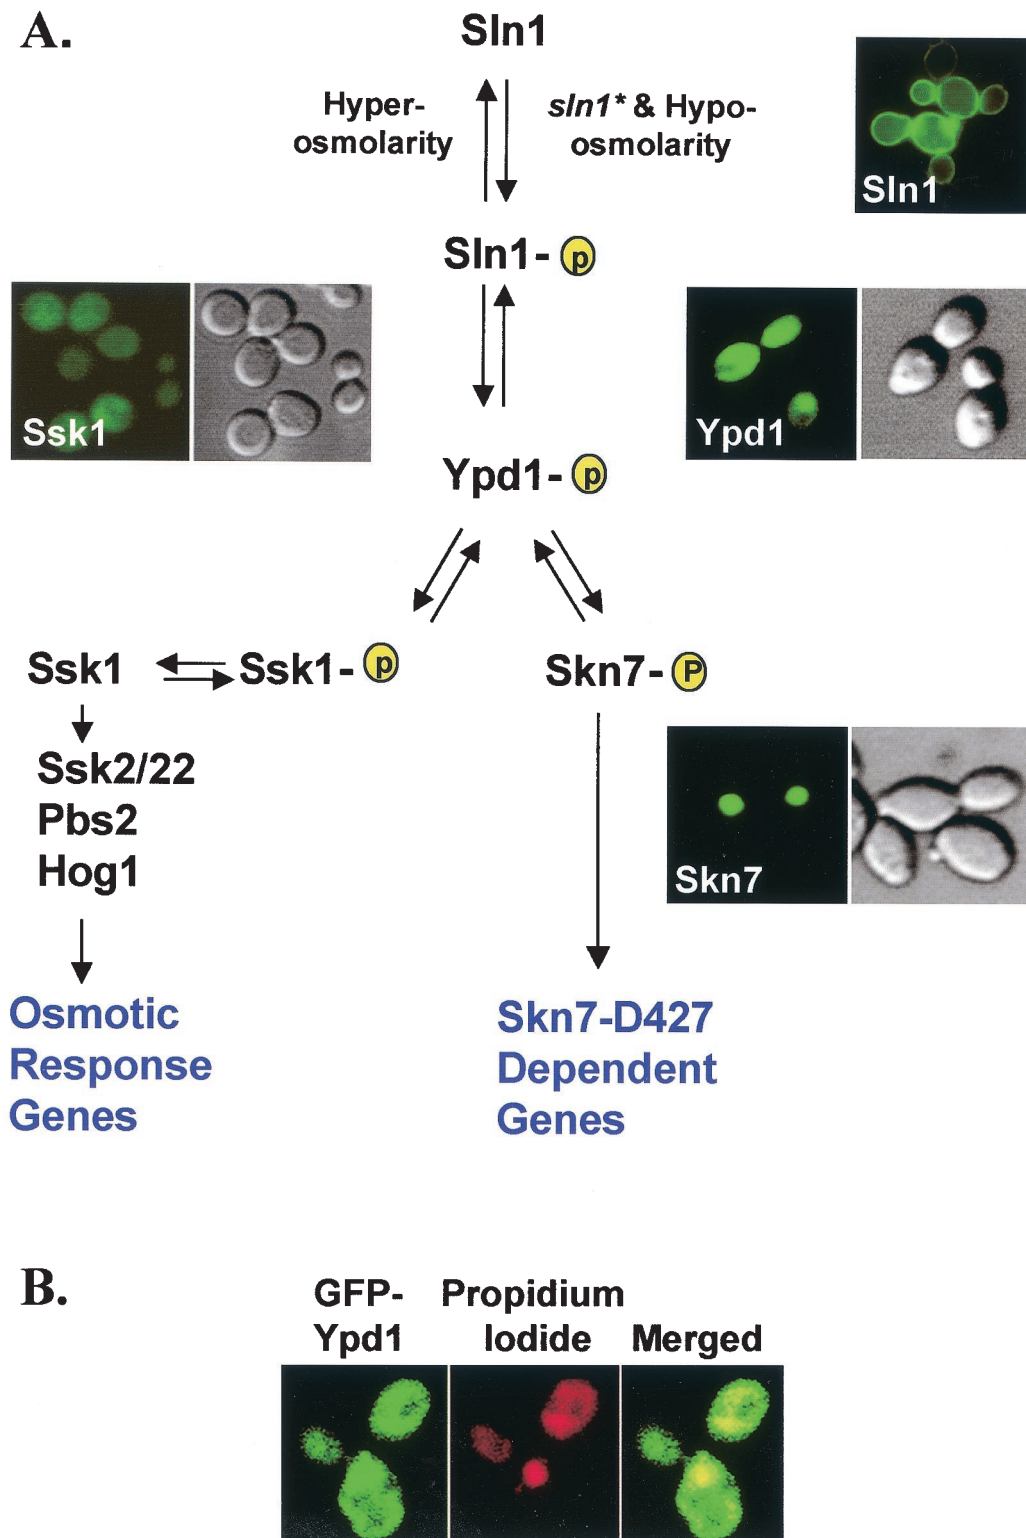 A.
Sln1
Hyper-
osmolarity
sln1* & Hypo-
osmolarity
Sln1
Sln1- p
Ssk1
Ypd1
Ypd1- p
Ssk1
Ssk1- p
Skn7- P
Ssk2/22
Pbs2
Hog1
Skn7
Osmotic
Response
Genes
Skn7-D427
Dependent
Genes
B.
GFP-
Ypd1
Propidium
Iodide
Merged